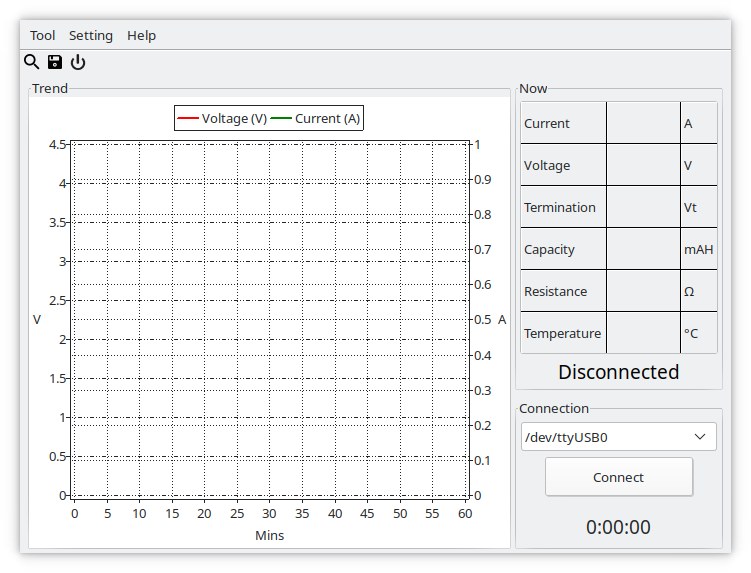 Tool Setting Help
Trend
Voltage (V) Current (A)
4.5
4
3.5
3
2.5
2
1.5
1
0.5
0
V
1
0.9
0.8
0.7
0.6
0.5
0.4
0.3
0.2
0.1
0
A
0 5 10 15 20 25 30 35 40 45 50 55 60
Mins
Now
Current A
Voltage V
Termination Vt
Capacity mAH
Resistance Ω
Temperature °C
Disconnected
Connection
/dev/ttyUSB0
Connect
0:00:00